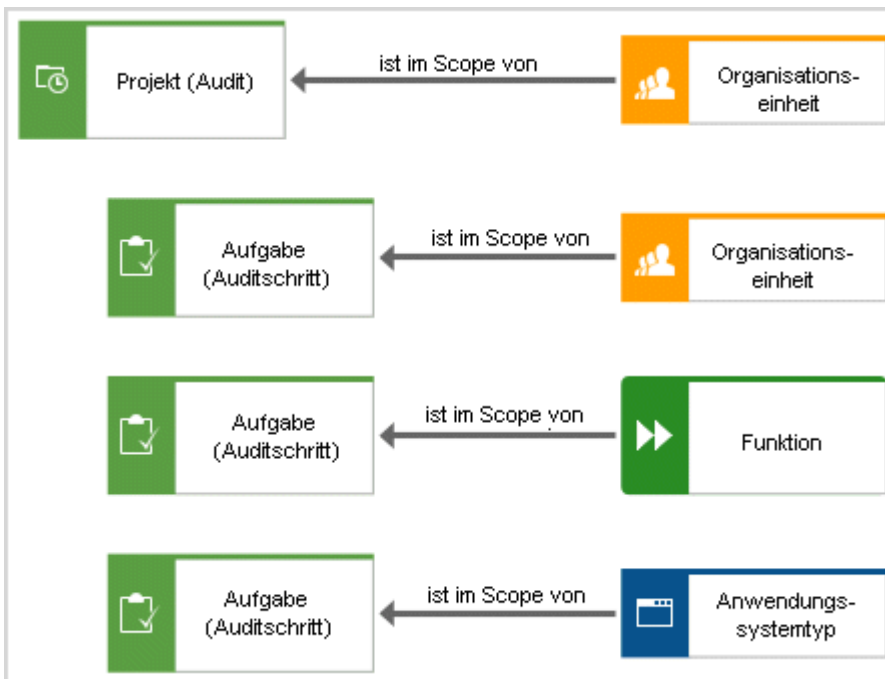 Projekt (Audit)
ist im Scope von
Organisations-
einheit
Aufgabe
(Auditschritt)
ist im Scope von
Organisations-
einheit
Aufgabe
(Auditschritt)
ist im Scope von
Funktion
Aufgabe
(Auditschritt)
ist im Scope von
Anwendungs-
systemtyp